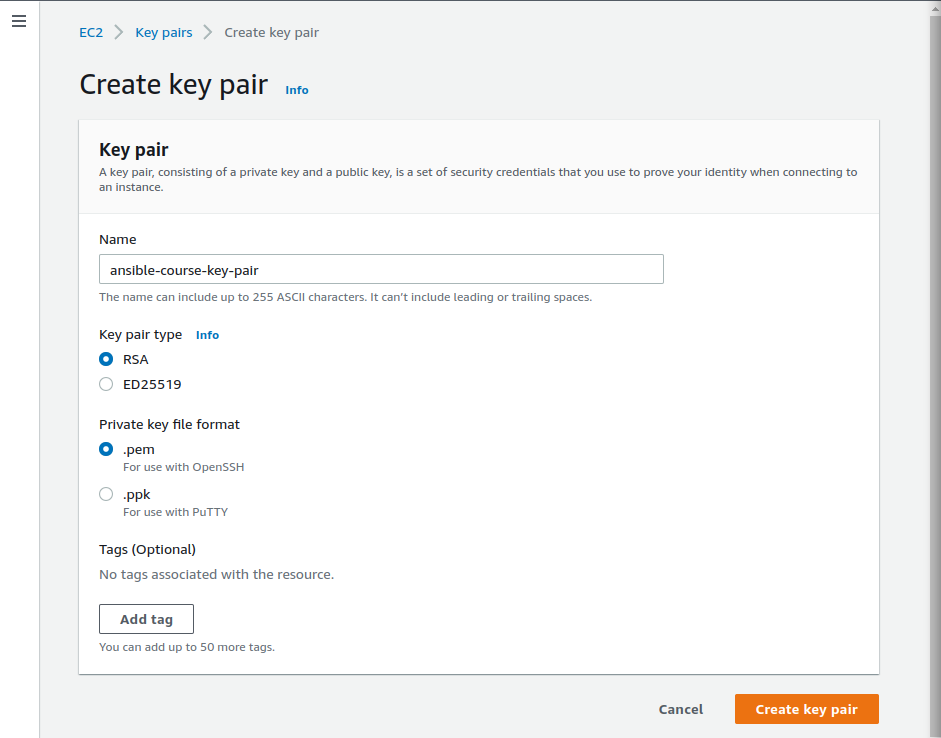 EC2 > Key pairs > Create key pair
Create key pair Info
Key pair
A key pair, consisting of a private key and a public key, is a set of security credentials that you use to prove your identity when connecting to
an instance.
Name
ansible-course-key-pair
The name can include up to 255 ASCII characters. It can't include leading or trailing spaces.
Key pair type Info
RSA
ED25519
Private key file format
.pem
For use with OpenSSH
.ppk
For use with PuTTY
Tags (Optional)
No tags associated with the resource.
Add tag
You can add up to 50 more tags.
Cancel Create key pair